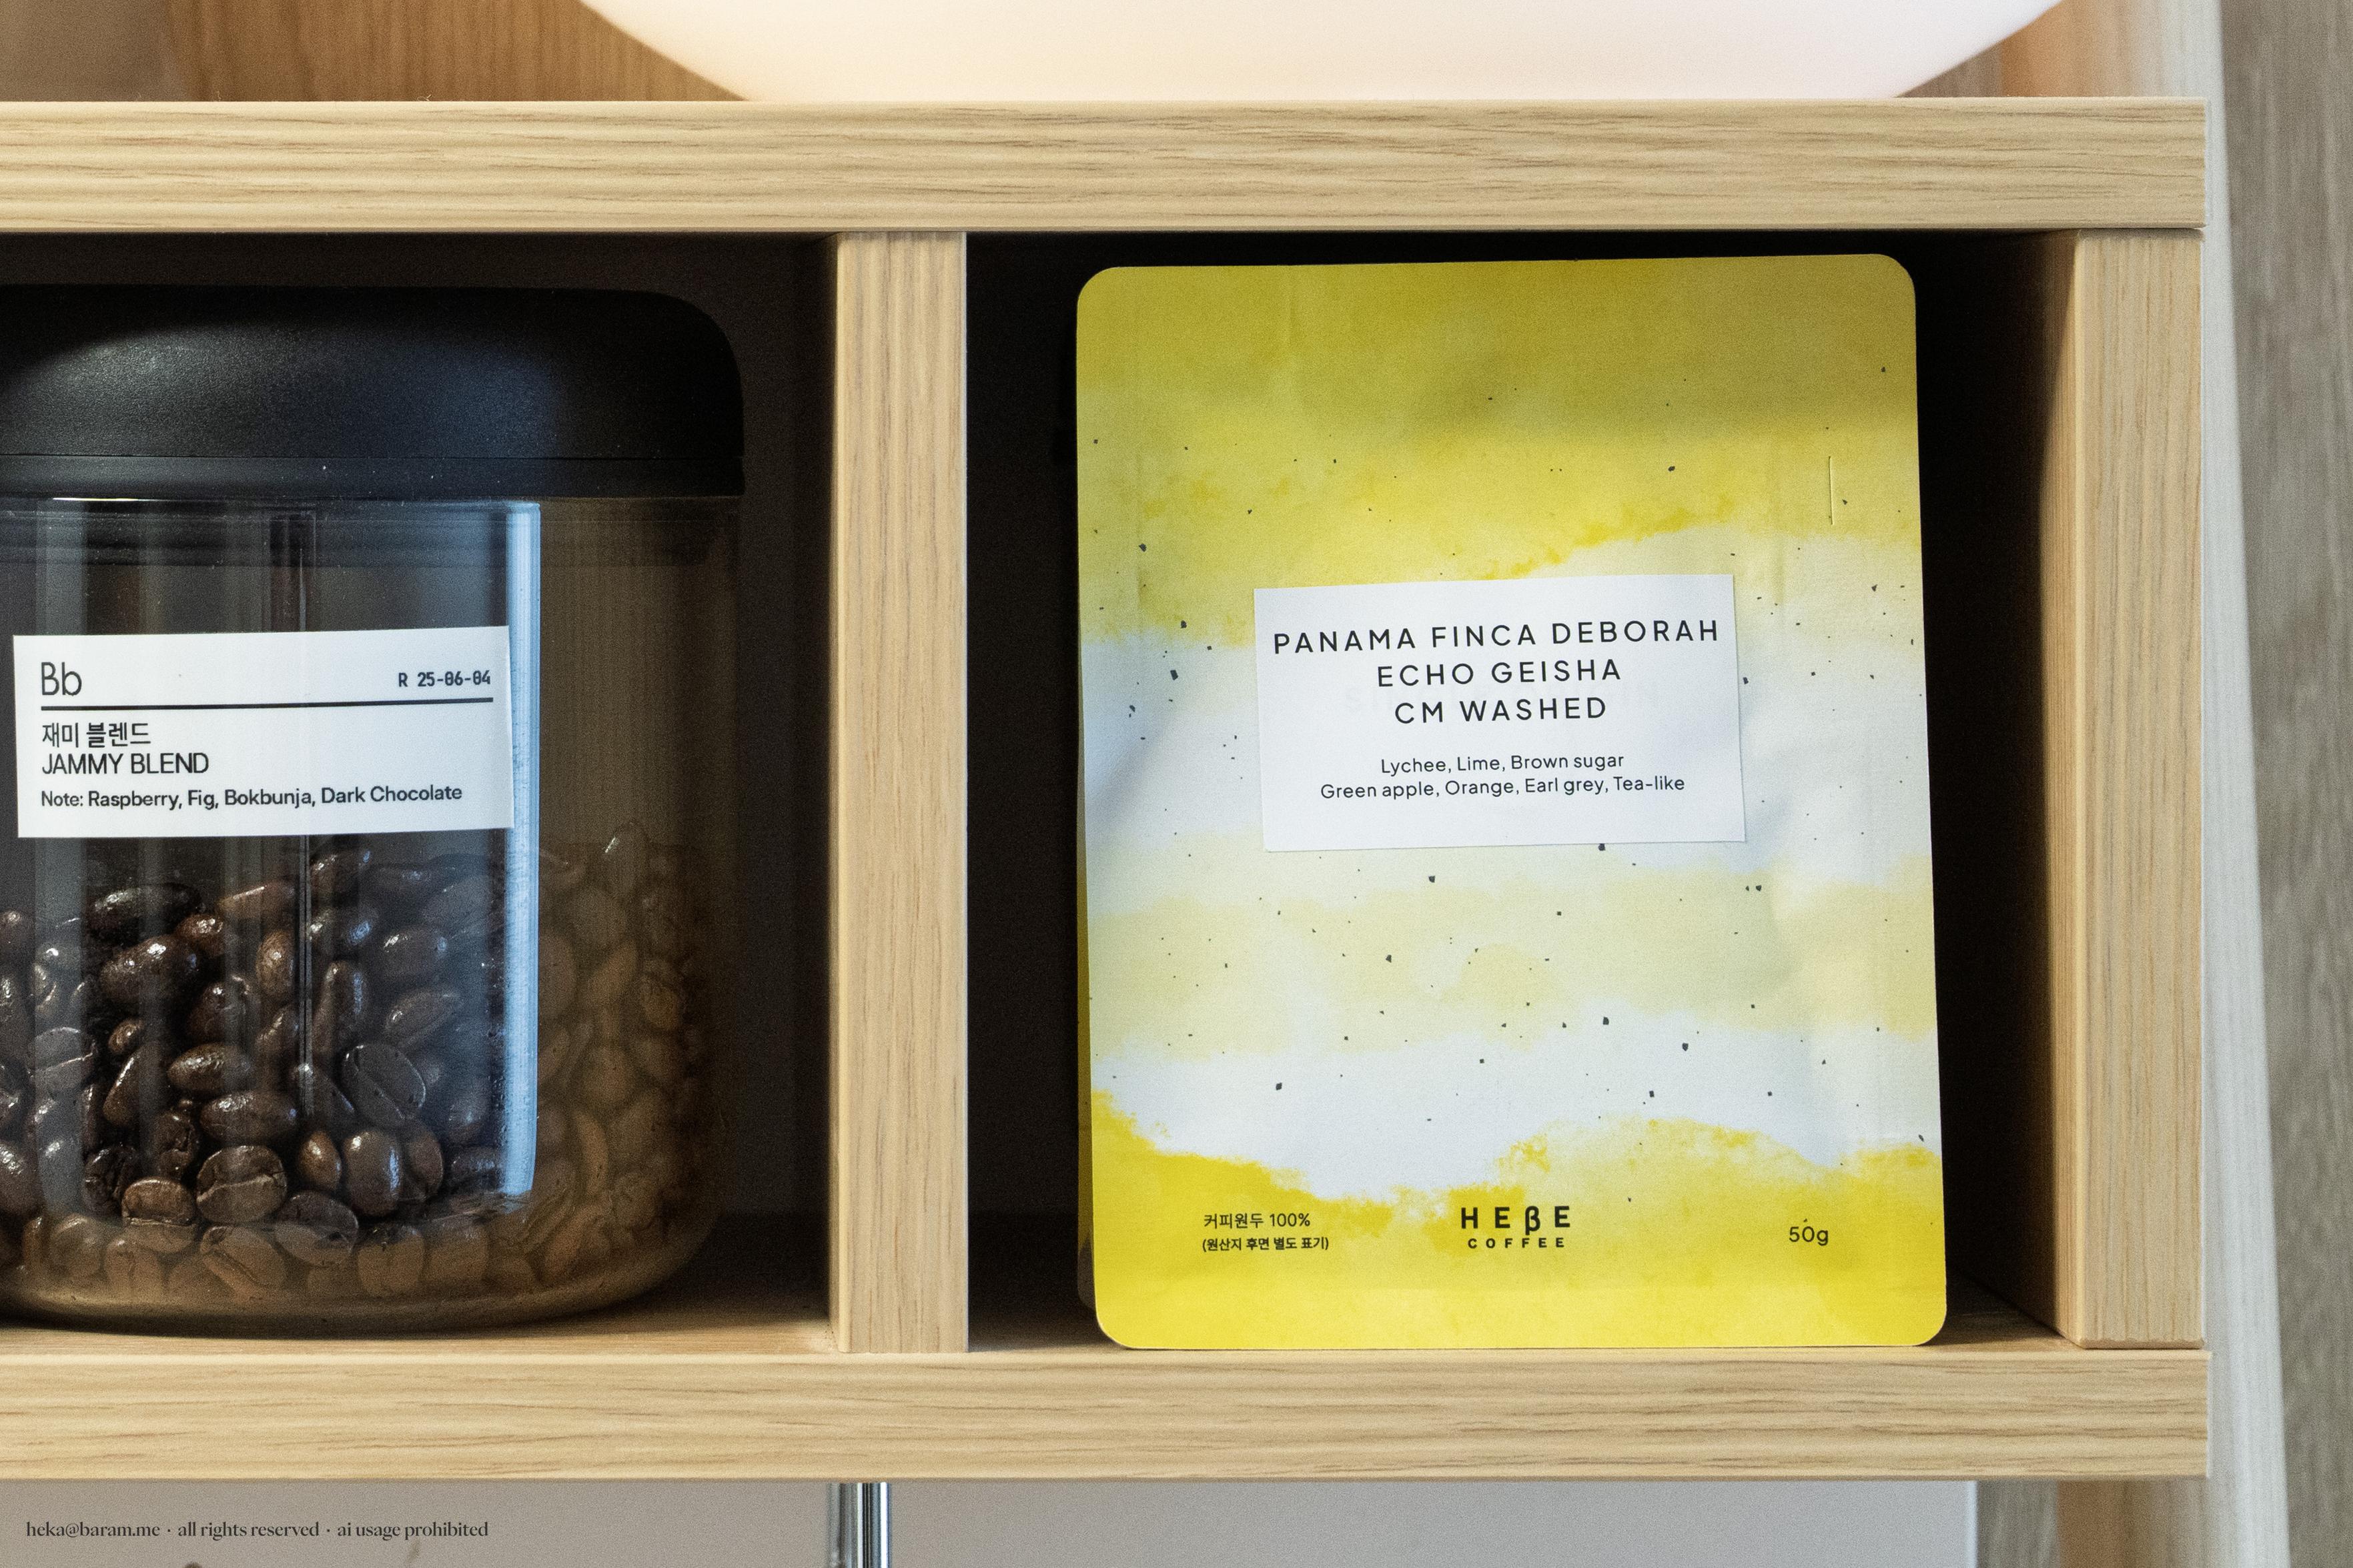 Bb
R 25-06-04
재미 블렌드
JAMMY BLEND
Note: Raspberry, Fig, Bokbunja, Dark Chocolate
PANAMA FINCA DEBORAH
ECHO GEISHA
CM WASHED
Lychee, Lime, Brown sugar
Green apple, Orange, Earl grey, Tea-like
커피원두 100%
(원산지 후면 별도 표기)
HEβE
COFFEE
50g
heka@baram.me · all rights reserved · ai usage prohibited